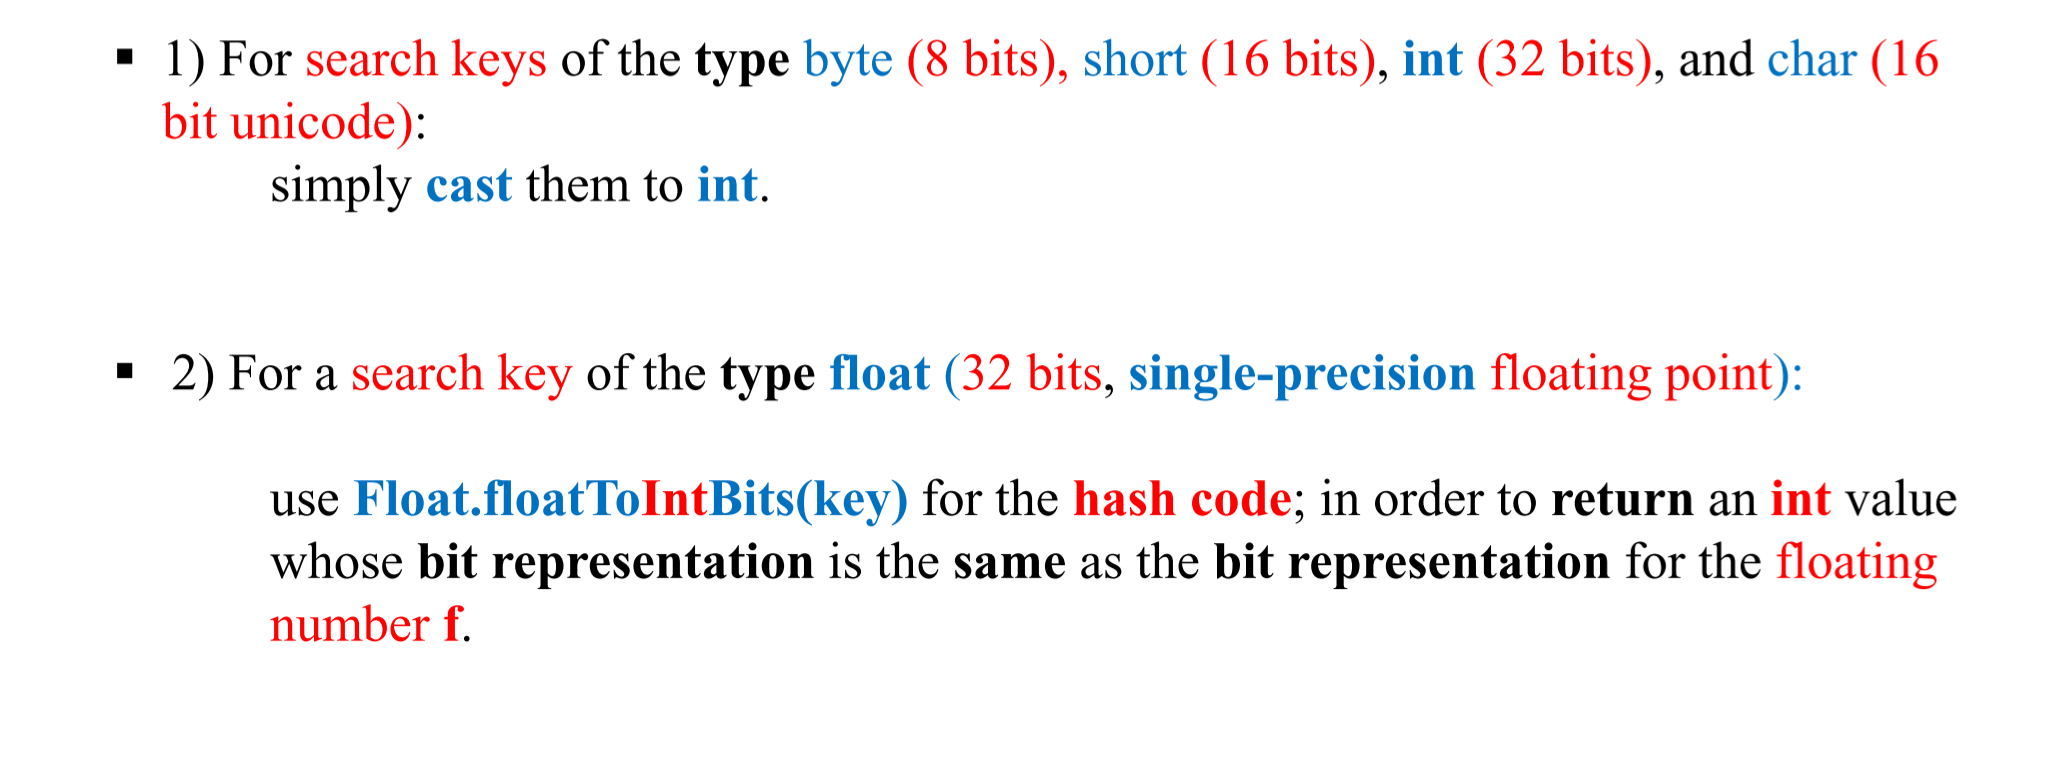 ▪ 1) For search keys of the type byte (8 bits), short (16 bits), int (32 bits), and char (16
bit unicode):
simply cast them to int.
▪ 2) For a search key of the type float (32 bits, single-precision floating point):
use Float.floatToIntBits(key) for the hash code; in order to return an int value
whose bit representation is the same as the bit representation for the floating
number f.